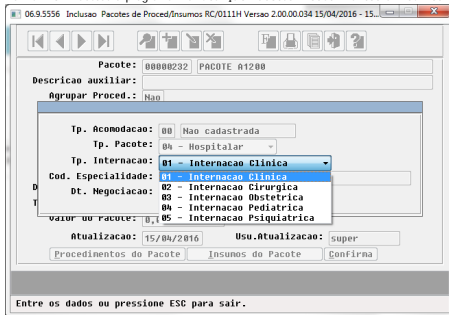 06.9.5556 Inclusao Pacotes de Proced/Insumos RC/0111H Versao 2.00.00.034 15/04/2016 - 15...
Pacote: 00000232 PACOTE A1200
Descricao auxiliar:
Agrupar Proced.: Nao
Tp. Acomodacao: 00 Nao cadastrada
Tp. Pacote: 04 - Hospitalar
Tp. Internacao: 01 - Internacao Clinica
Cod. Especialidade:
Dt. Negociacao:
01 - Internacao Clinica
02 - Internacao Cirurgica
03 - Internacao Obstetrica
04 - Internacao Pediatrica
05 - Internacao Psiquiatrica
D
T
Valor do Pacote: 0,
Atualizacao: 15/04/2016 Usu.Atualizacao: super
Procedimentos do Pacote Insumos do Pacote Confirma
Entre os dados ou pressione ESC para sair.